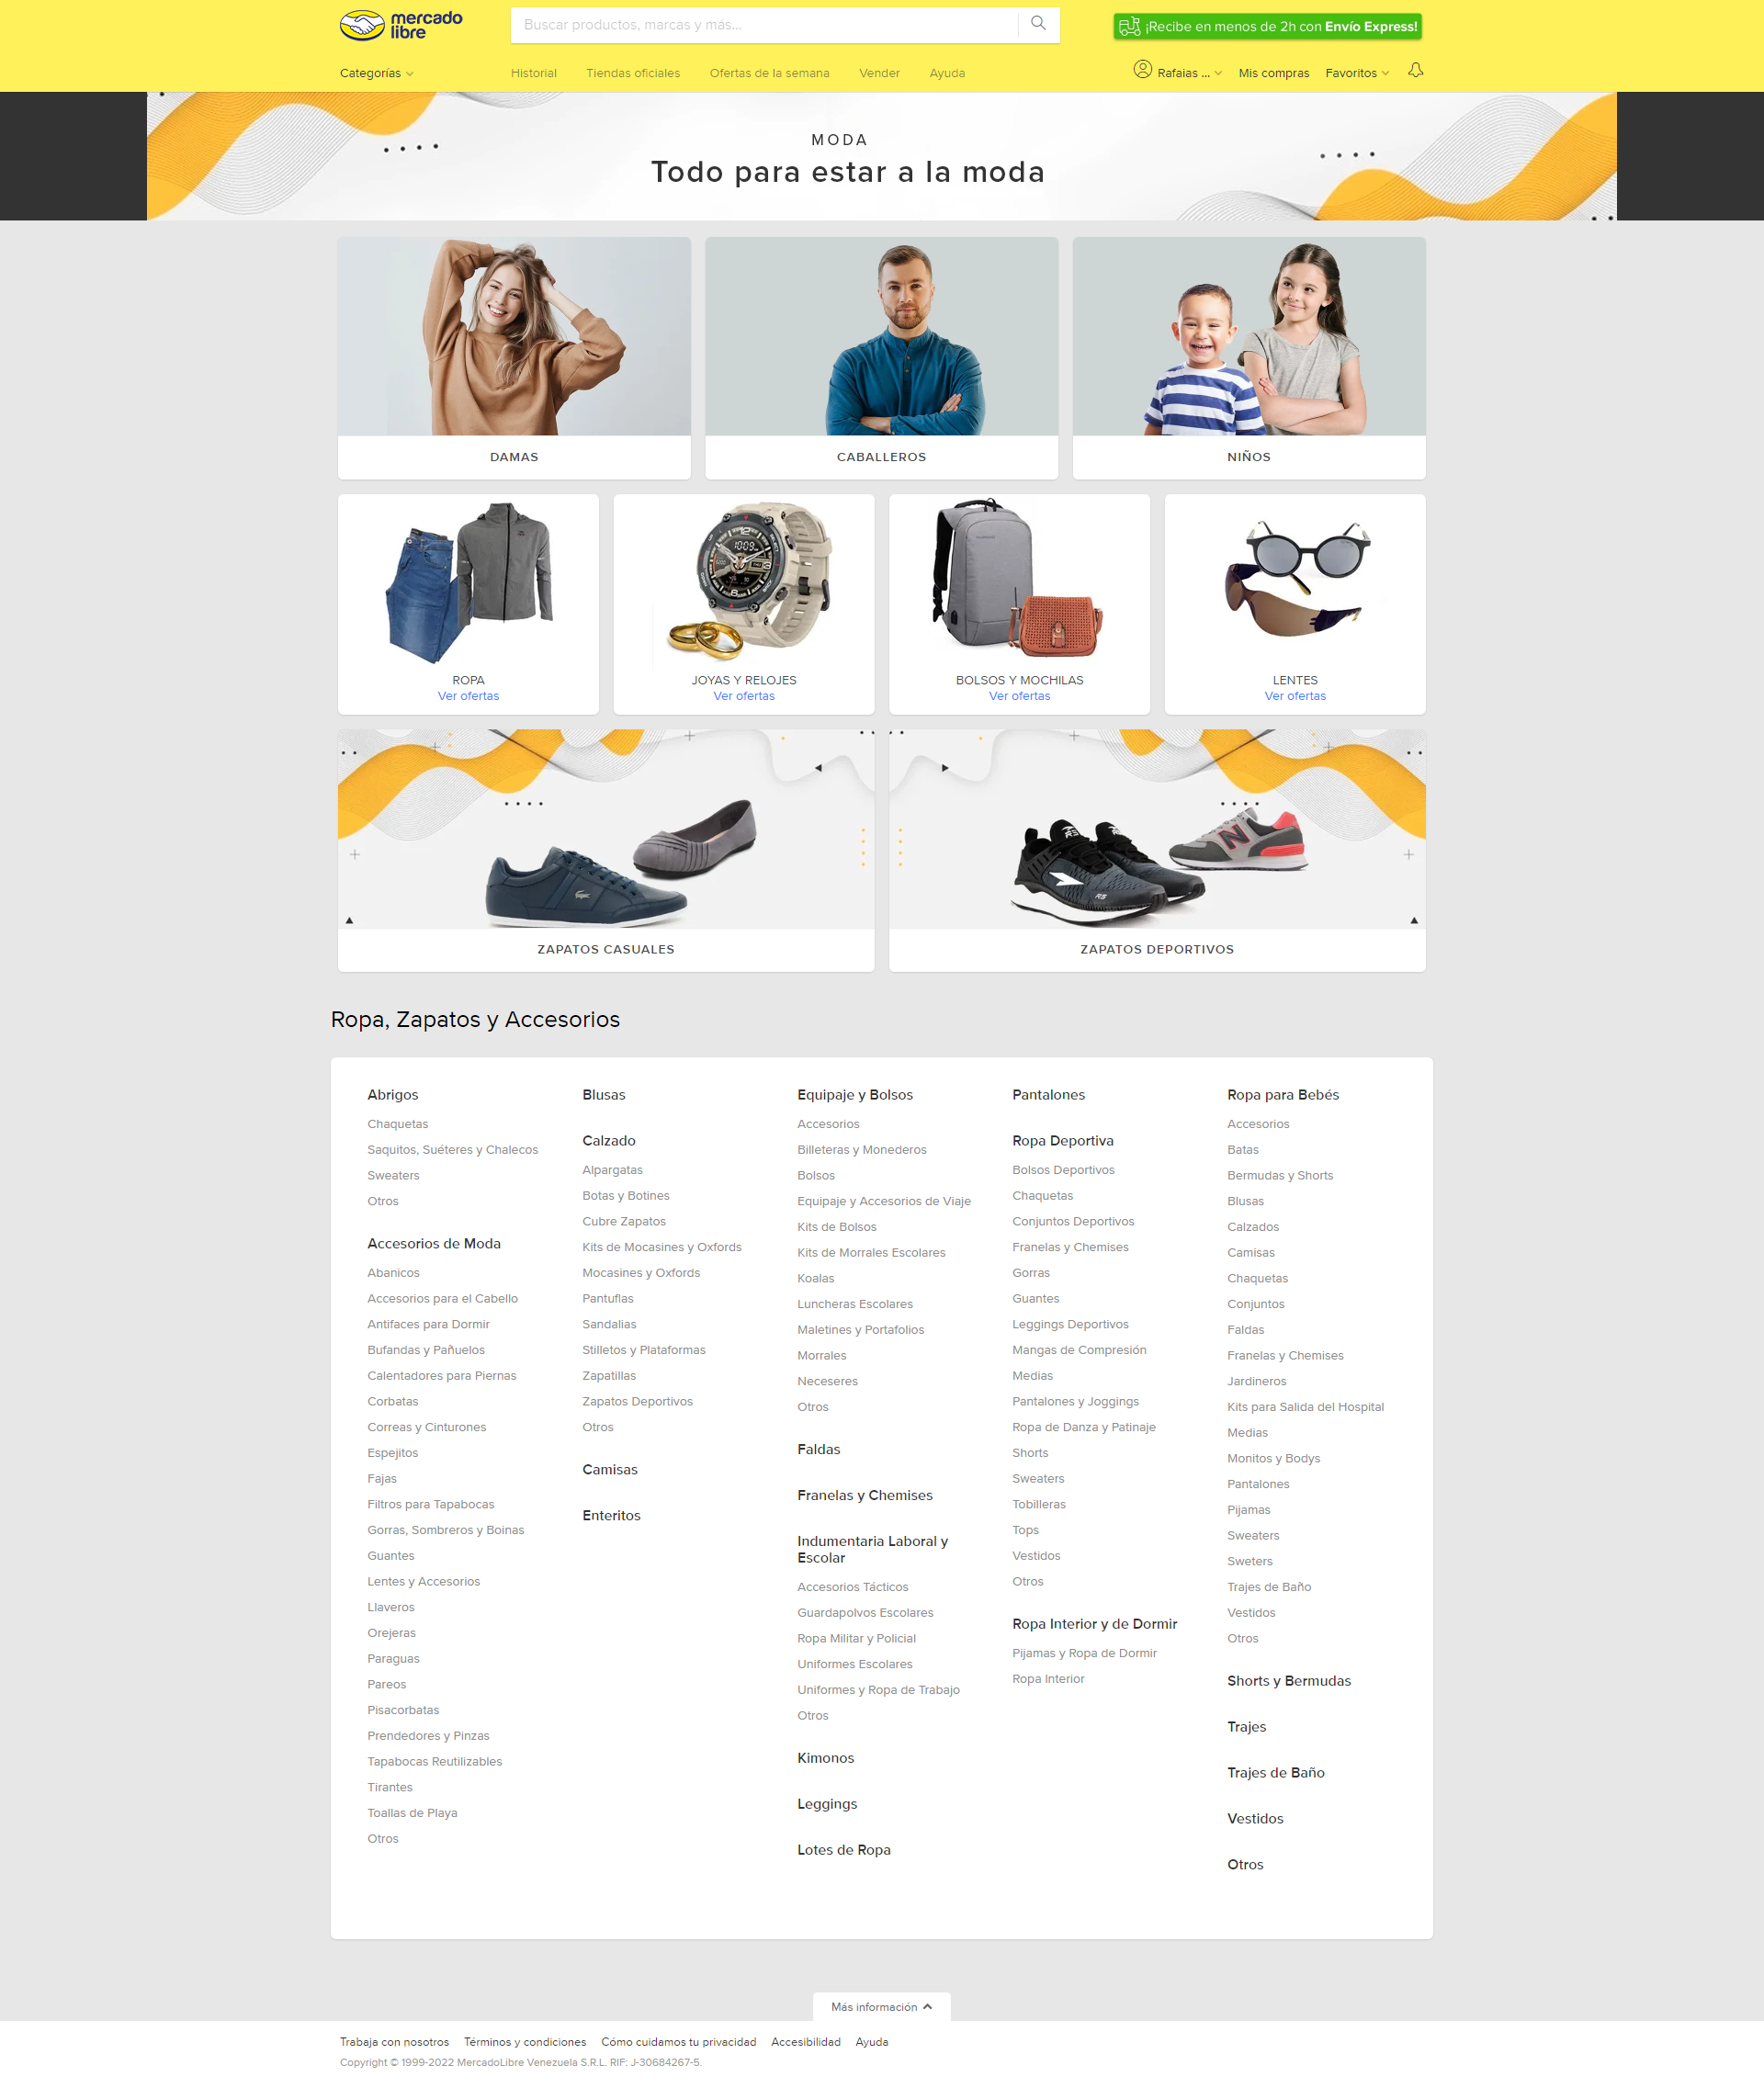 mercado
libre
Buscar productos, marcas y más...
¡Recibe en menos de 2h con Envío Express!
Categorías
Historial
Tiendas oficiales
Ofertas de la semana
Vender
Ayuda
Rafaias ...
Mis compras
Favoritos
MODA
Todo para estar a la moda
DAMAS
CABALLEROS
NIÑOS
ROPA
Ver ofertas
JOYAS Y RELOJES
Ver ofertas
BOLSOS Y MOCHILAS
Ver ofertas
LENTES
Ver ofertas
ZAPATOS CASUALES
ZAPATOS DEPORTIVOS
Ropa, Zapatos y Accesorios
Abrigos
Chaquetas
Saquitos, Suéteres y Chalecos
Sweaters
Otros
Accesorios de Moda
Abanicos
Accesorios para el Cabello
Antifaces para Dormir
Bufandas y Pañuelos
Calentadores para Piernas
Corbatas
Correas y Cinturones
Espejitos
Fajas
Filtros para Tapabocas
Gorras, Sombreros y Boinas
Guantes
Lentes y Accesorios
Llaveros
Orejeras
Paraguas
Pareos
Pisacorbatas
Prendedores y Pinzas
Tapabocas Reutilizables
Tirantes
Toallas de Playa
Otros
Blusas
Calzado
Alpargatas
Botas y Botines
Cubre Zapatos
Kits de Mocasines y Oxfords
Mocasines y Oxfords
Pantuflas
Sandalias
Stilletos y Plataformas
Zapatillas
Zapatos Deportivos
Otros
Camisas
Enteritos
Equipaje y Bolsos
Accesorios
Billeteras y Monederos
Bolsos
Equipaje y Accesorios de Viaje
Kits de Bolsos
Kits de Morrales Escolares
Koalas
Luncheras Escolares
Maletines y Portafolios
Morrales
Neceseres
Otros
Faldas
Franelas y Chemises
Indumentaria Laboral y
Escolar
Accesorios Tácticos
Guardapolvos Escolares
Ropa Militar y Policial
Uniformes Escolares
Uniformes y Ropa de Trabajo
Otros
Kimonos
Leggings
Lotes de Ropa
Pantalones
Ropa Deportiva
Bolsos Deportivos
Chaquetas
Conjuntos Deportivos
Franelas y Chemises
Gorras
Guantes
Leggings Deportivos
Mangas de Compresión
Medias
Pantalones y Joggings
Ropa de Danza y Patinaje
Shorts
Sweaters
Tobilleras
Tops
Vestidos
Otros
Ropa Interior y de Dormir
Pijamas y Ropa de Dormir
Ropa Interior
Ropa para Bebés
Accesorios
Batas
Bermudas y Shorts
Blusas
Calzados
Camisas
Chaquetas
Conjuntos
Faldas
Franelas y Chemises
Jardineros
Kits para Salida del Hospital
Medias
Monitos y Bodys
Pantalones
Pijamas
Sweaters
Sweters
Trajes de Baño
Vestidos
Otros
Shorts y Bermudas
Trajes
Trajes de Baño
Vestidos
Otros
Más información
Trabaja con nosotros
Términos y condiciones
Cómo cuidamos tu privacidad
Accesibilidad
Ayuda
Copyright © 1999-2022 MercadoLibre Venezuela S.R.L. RIF: J-30684267-5.